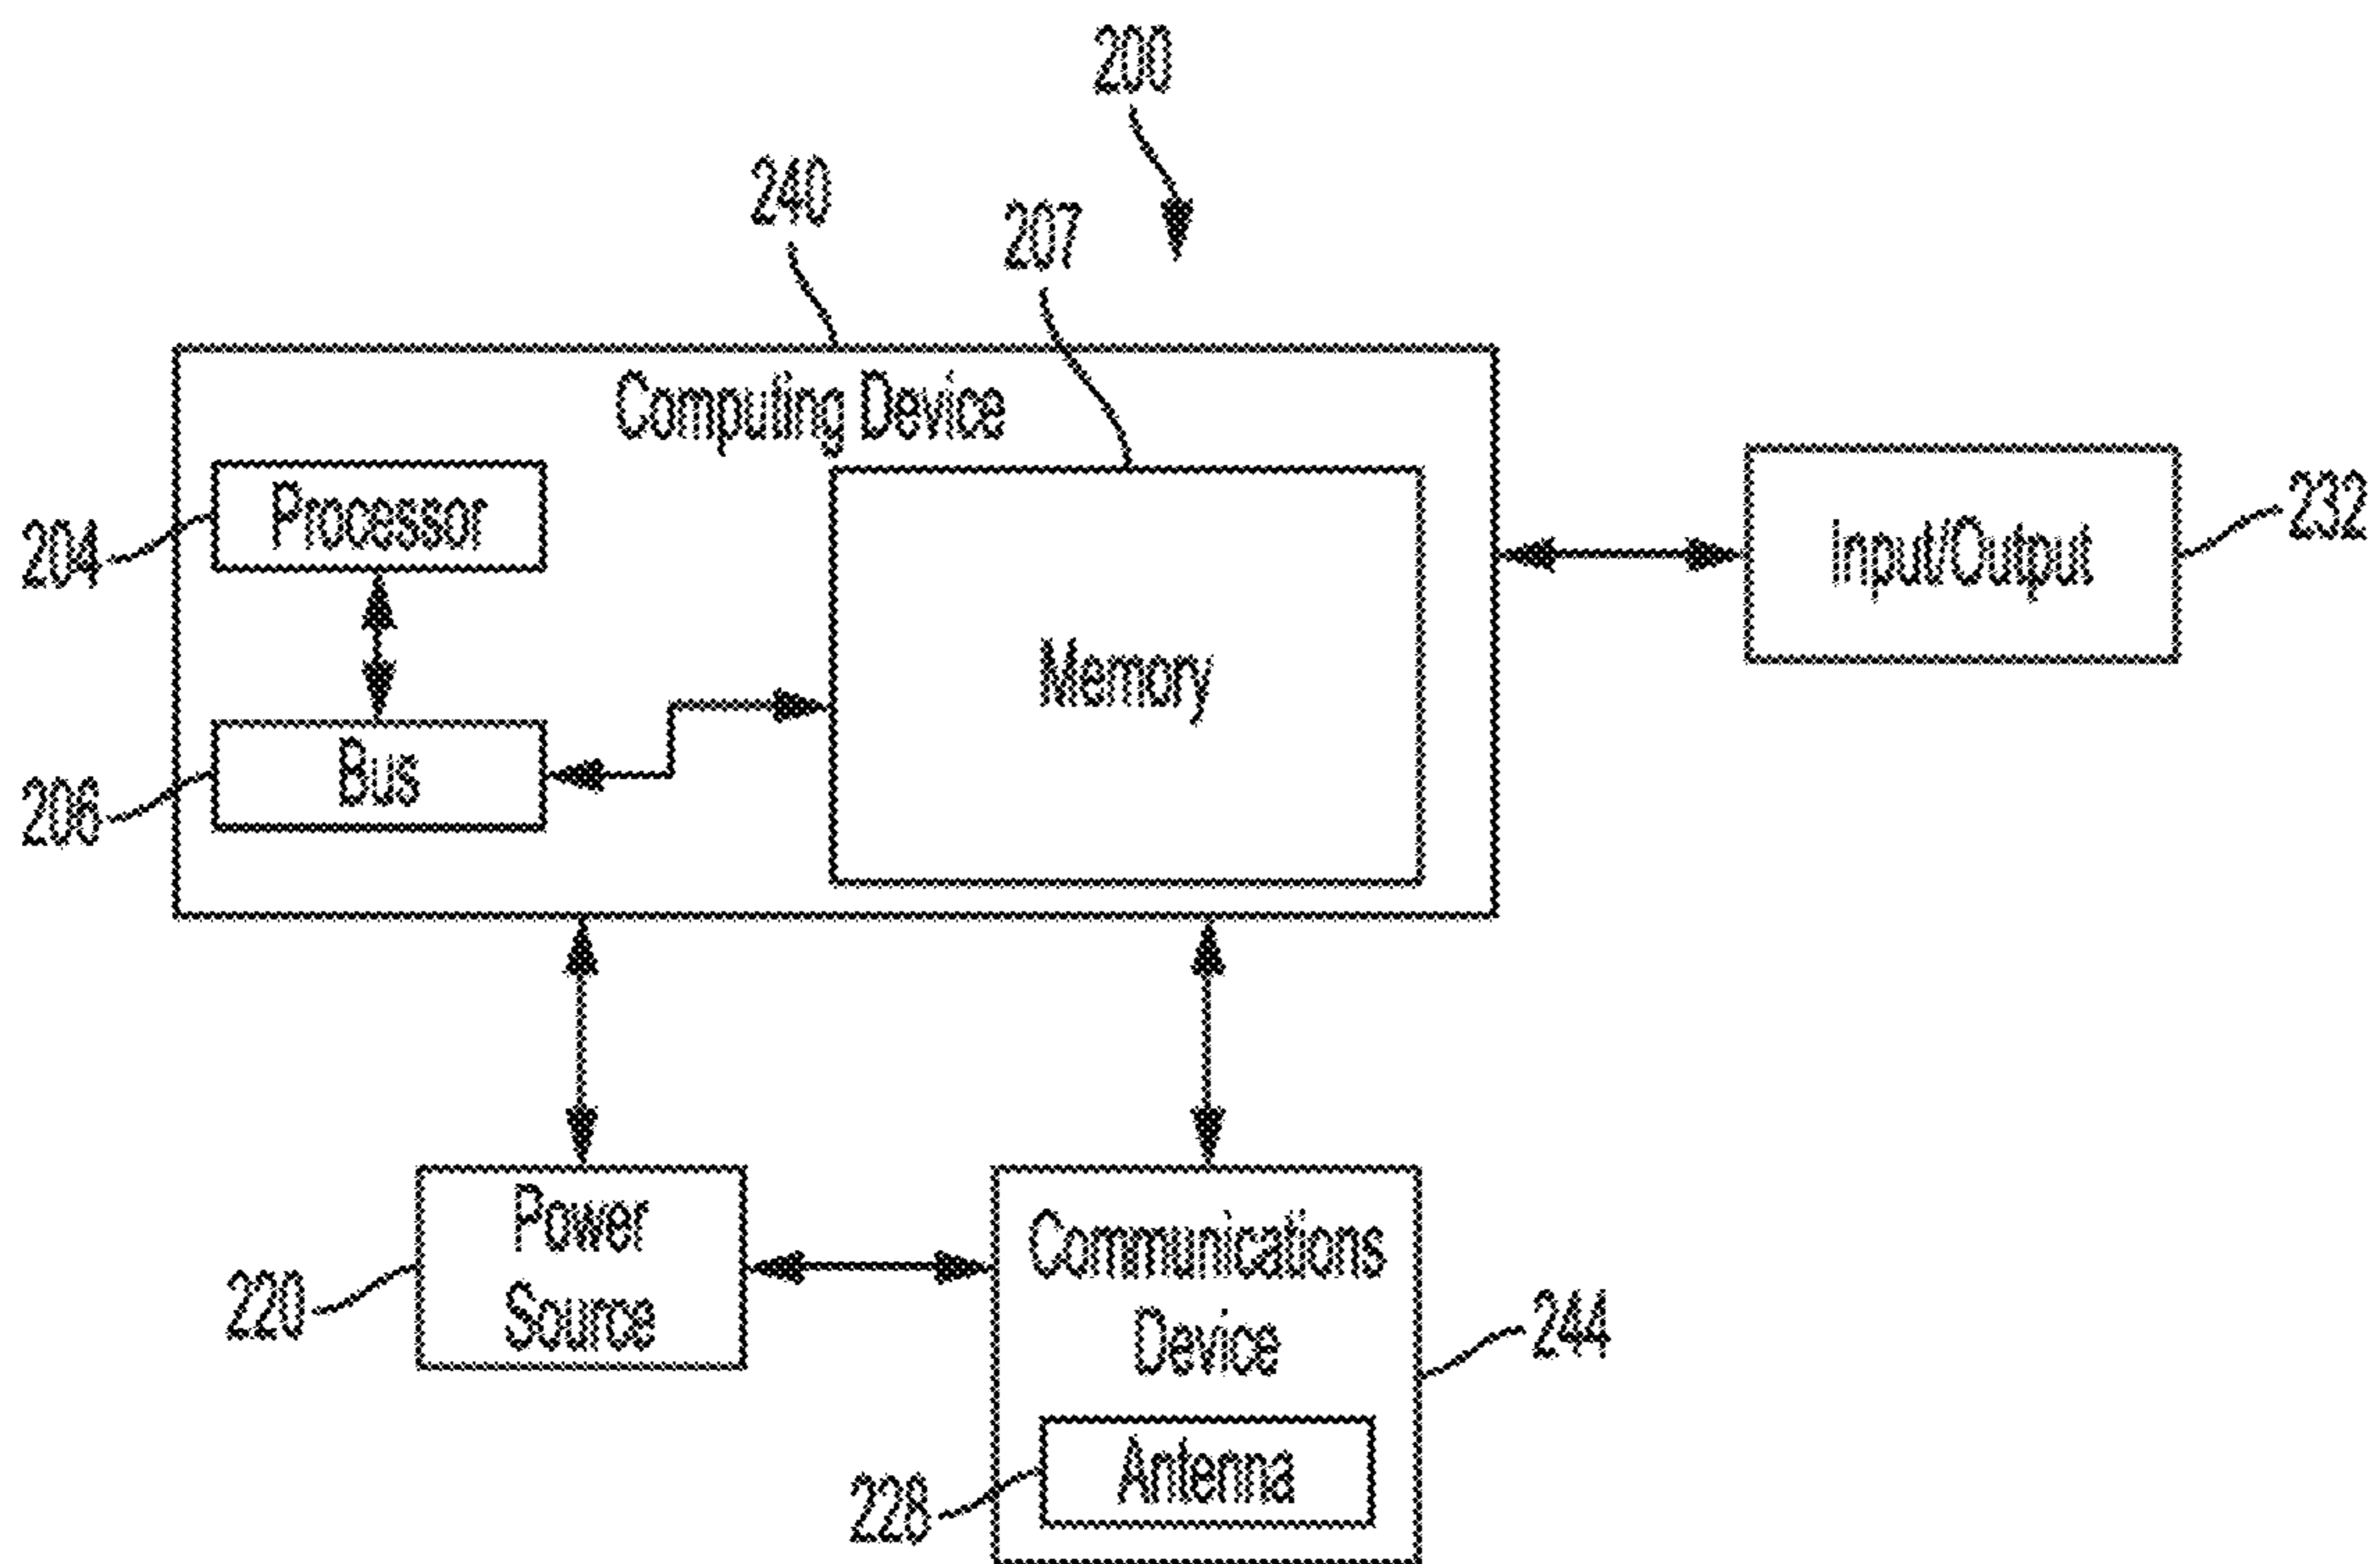 200
240
207
Computing Device
Processor
204
Input/Output
232
Memory
Bus
206
Power
Source
220
Communications
Device
244
Antenna
228